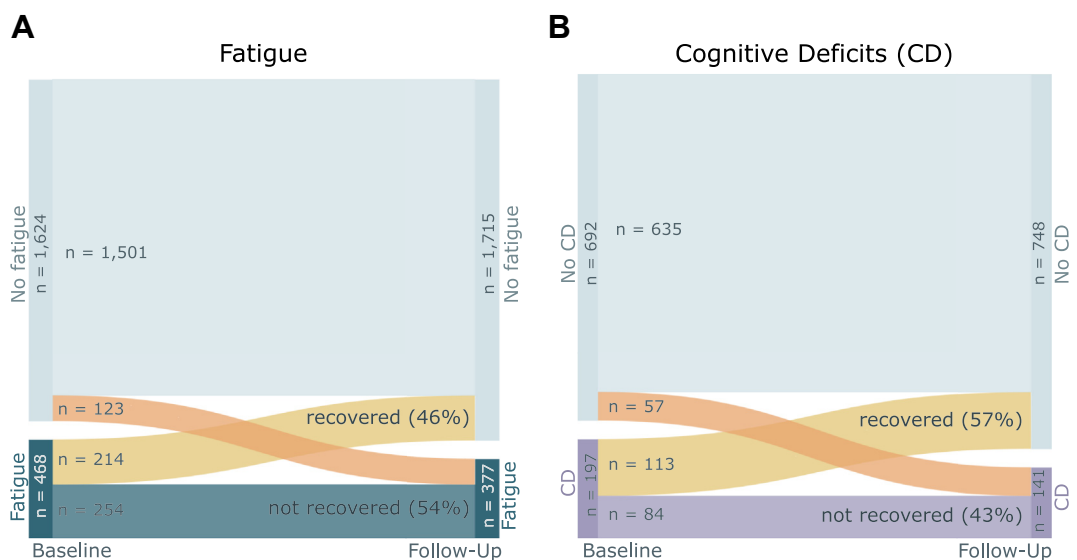 A
Fatigue
No fatigue
n = 1,624
n = 1,501
n = 1,715
No fatigue
n = 123
recovered (46%)
Fatigue
n = 468
n = 214
n = 254
not recovered (54%)
n = 377
Fatigue
Baseline
Follow-Up
B
Cognitive Deficits (CD)
No CD
n = 692
n = 635
n = 748
No CD
n = 57
recovered (57%)
CD
n = 197
n = 113
n = 84
not recovered (43%)
n = 141
CD
Baseline
Follow-Up